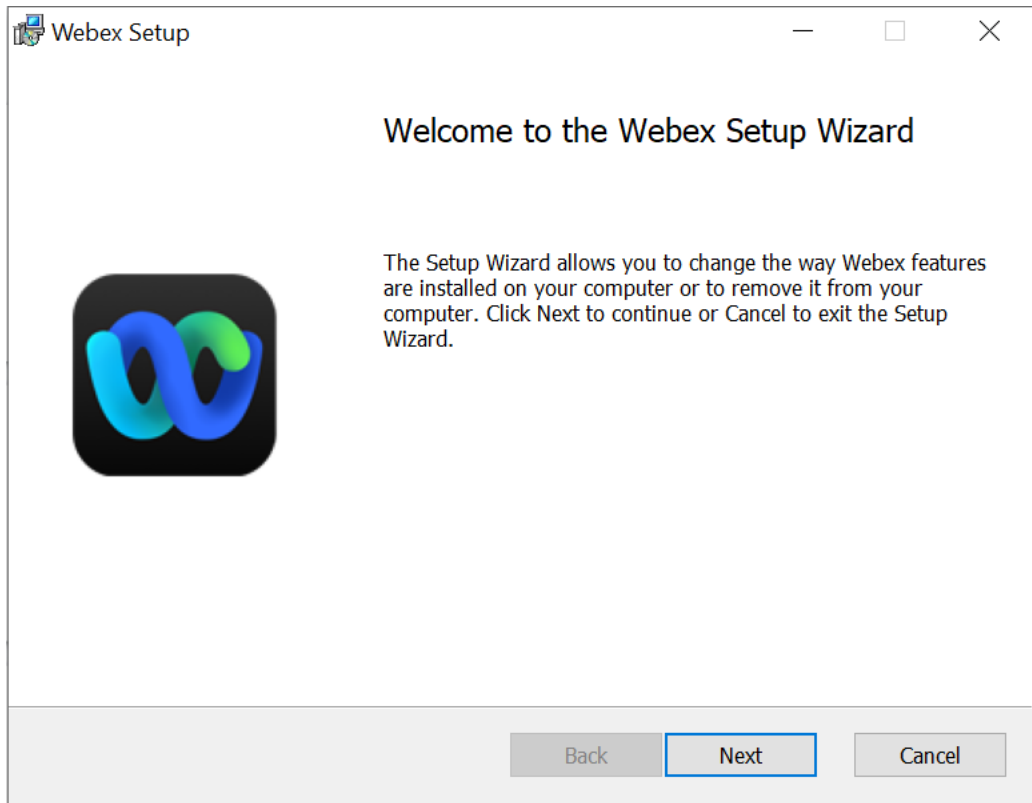 Webex Setup
Welcome to the Webex Setup Wizard
The Setup Wizard allows you to change the way Webex features
are installed on your computer or to remove it from your
computer. Click Next to continue or Cancel to exit the Setup
Wizard.
Back
Next
Cancel